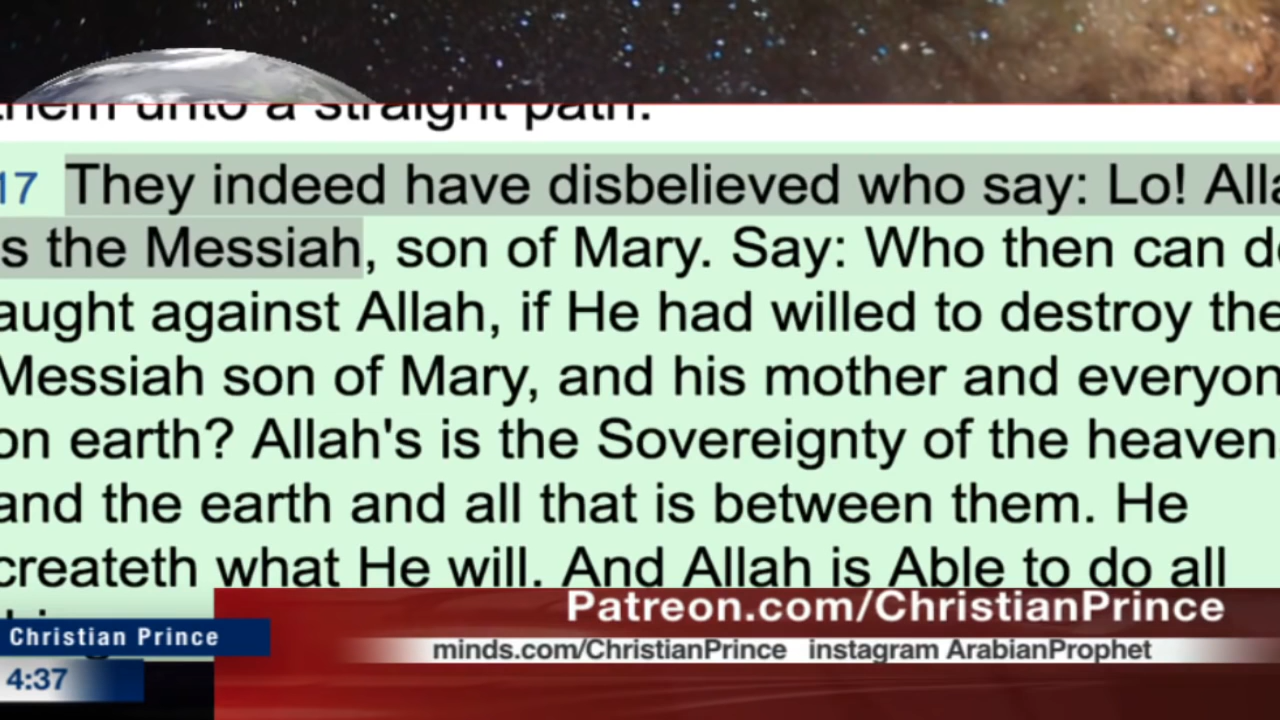 them unto a straight path.
17 They indeed have disbelieved who say: Lo! Alla
s the Messiah, son of Mary. Say: Who then can do
aught against Allah, if He had willed to destroy the
Messiah son of Mary, and his mother and everyon
on earth? Allah's is the Sovereignty of the heaven
and the earth and all that is between them. He
createth what He will. And Allah is Able to do all
Patreon.com/ChristianPrince
Christian Prince
minds.com/ChristianPrince instagram ArabianProphet
4:37